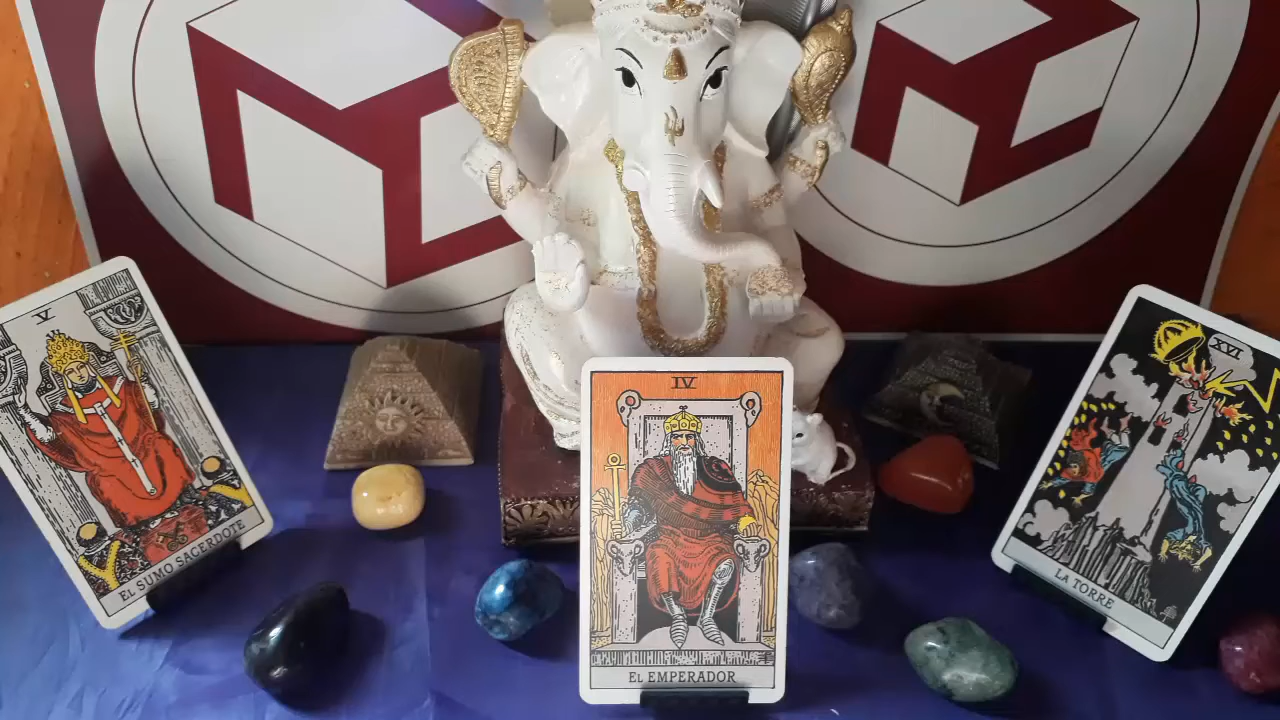 V
EL SUMO SACERDOTE
IV
EL EMPERADOR
XVI
LA TORRE